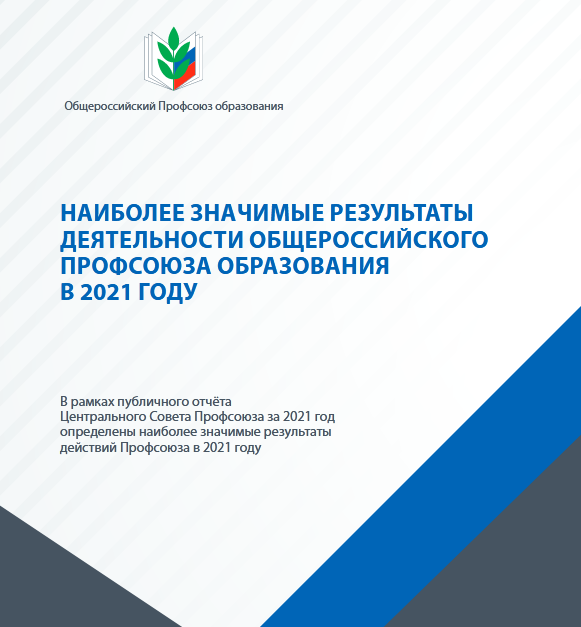 Общероссийский Профсоюз образования
НАИБОЛЕЕ ЗНАЧИМЫЕ РЕЗУЛЬТАТЫ
ДЕЯТЕЛЬНОСТИ ОБЩЕРОССИЙСКОГО
ПРОФСОЮЗА ОБРАЗОВАНИЯ
В 2021 ГОДУ
В рамках публичного отчёта
Центрального Совета Профсоюза за 2021 год
определены наиболее значимые результаты
действий Профсоюза в 2021 году